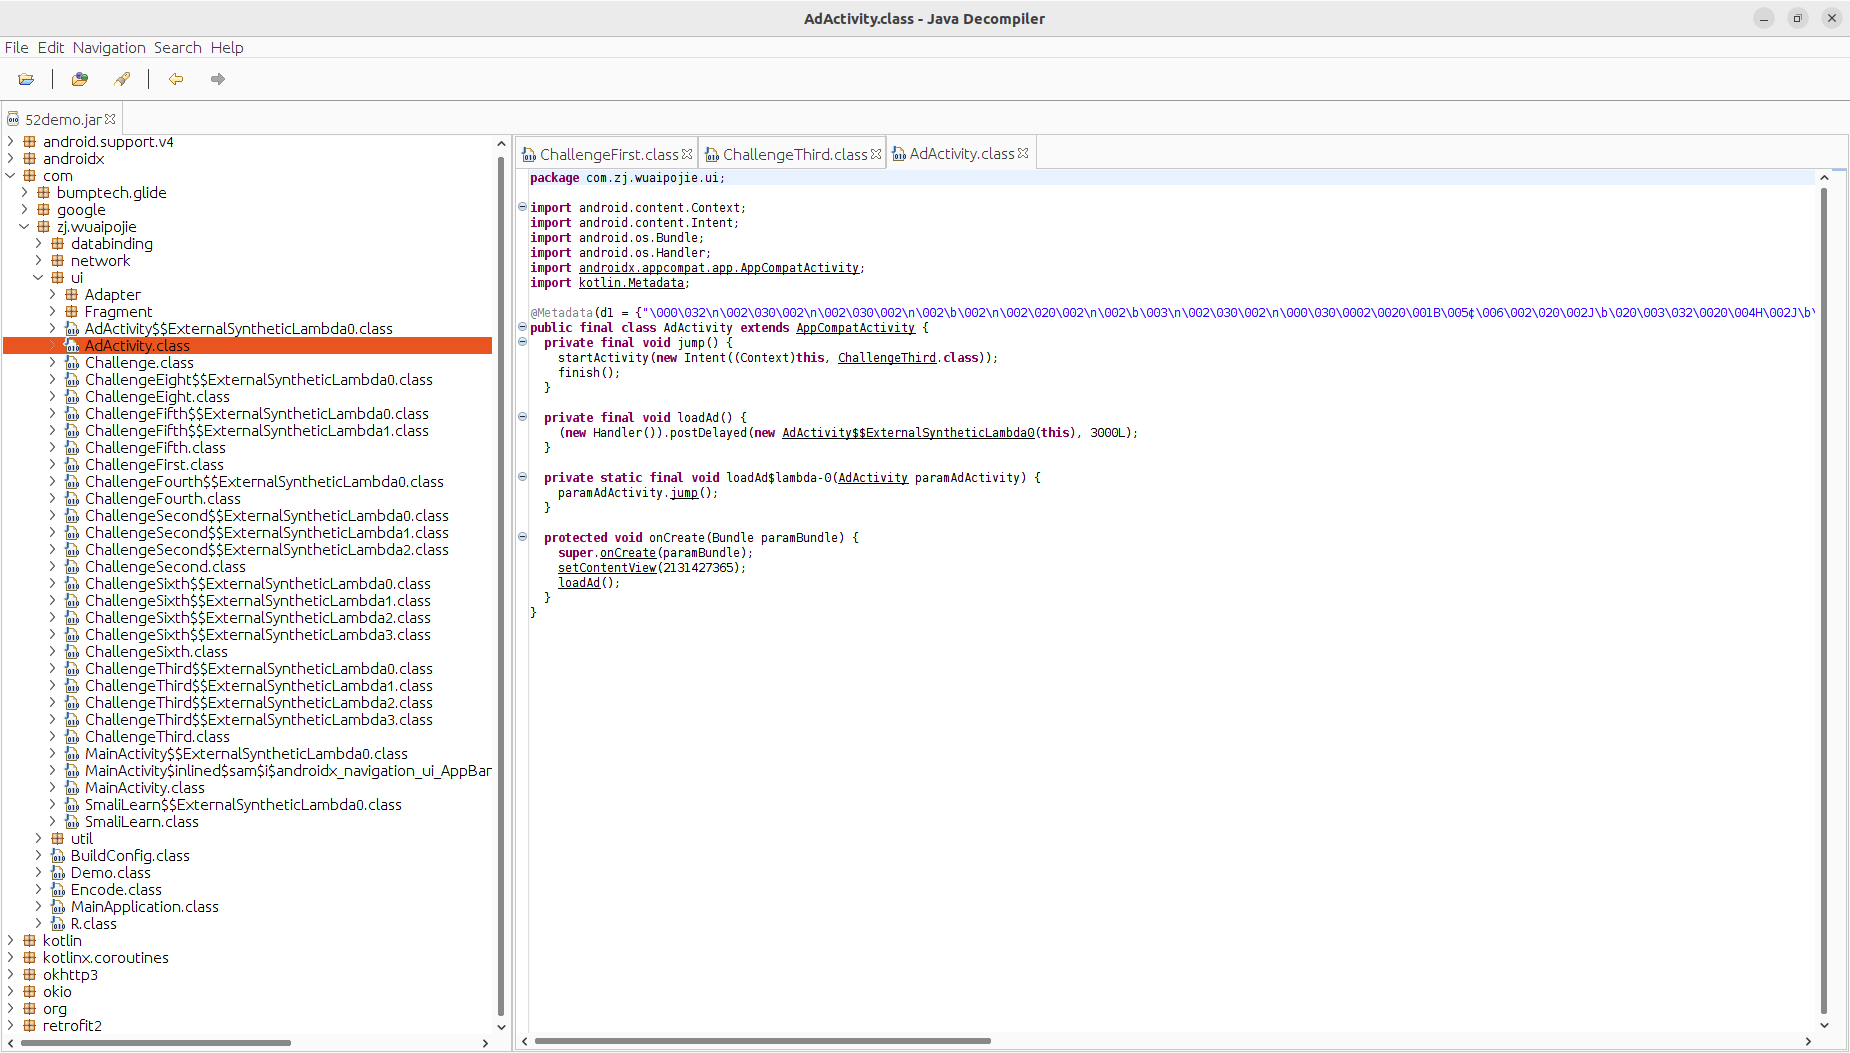 AdActivity.class - Java Decompiler
File Edit Navigation Search Help
52demo.jar
android.support.v4
androidx
com
bumptech.glide
google
zj.wuaipojie
databinding
network
ui
Adapter
Fragment
AdActivity$$ExternalSyntheticLambda0.class
AdActivity.class
Challenge.class
ChallengeEight$$ExternalSyntheticLambda0.class
ChallengeEight.class
ChallengeFifth$$ExternalSyntheticLambda0.class
ChallengeFifth$$ExternalSyntheticLambda1.class
ChallengeFifth.class
ChallengeFirst.class
ChallengeFourth$$ExternalSyntheticLambda0.class
ChallengeFourth.class
ChallengeSecond$$ExternalSyntheticLambda0.class
ChallengeSecond$$ExternalSyntheticLambda1.class
ChallengeSecond$$ExternalSyntheticLambda2.class
ChallengeSecond.class
ChallengeSixth$$ExternalSyntheticLambda0.class
ChallengeSixth$$ExternalSyntheticLambda1.class
ChallengeSixth$$ExternalSyntheticLambda2.class
ChallengeSixth$$ExternalSyntheticLambda3.class
ChallengeSixth.class
ChallengeThird$$ExternalSyntheticLambda0.class
ChallengeThird$$ExternalSyntheticLambda1.class
ChallengeThird$$ExternalSyntheticLambda2.class
ChallengeThird$$ExternalSyntheticLambda3.class
ChallengeThird.class
MainActivity$$ExternalSyntheticLambda0.class
MainActivity$inlined$sam$i$androidx_navigation_ui_AppBar
MainActivity.class
SmaliLearn$$ExternalSyntheticLambda0.class
SmaliLearn.class
util
BuildConfig.class
Demo.class
Encode.class
MainApplication.class
R.class
kotlin
kotlinx.coroutines
okhttp3
okio
org
retrofit2
ChallengeFirst.class ChallengeThird.class AdActivity.class
package com.zj.wuaipojie.ui;
import android.content.Context;
import android.content.Intent;
import android.os.Bundle;
import android.os.Handler;
import androidx.appcompat.app.AppCompatActivity;
import kotlin.Metadata;
@Metadata(d1 = {"\000\032\n\002\030\002\n\002\030\002\n\002\b\002\n\002\020\002\n\002\b\003\n\002\030\002\n\000\030\0002\0020\001B\005¢\006\002\020\002J\b\020\003\032\0020\004H\002J\b\
public final class AdActivity extends AppCompatActivity {
private final void jump() {
startActivity(new Intent((Context)this, ChallengeThird.class));
finish();
}
private final void loadAd() {
(new Handler()).postDelayed(new AdActivity$$ExternalSyntheticLambda0(this), 3000L);
}
private static final void loadAd$lambda-0(AdActivity paramAdActivity) {
paramAdActivity.jump();
}
protected void onCreate(Bundle paramBundle) {
super.onCreate(paramBundle);
setContentView(2131427365);
loadAd();
}
}